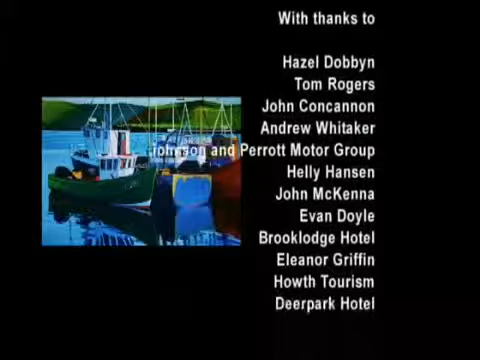 With thanks to
Hazel Dobbyn
Tom Rogers
John Concannon
Andrew Whitaker
Johnson and Perrott Motor Group
Helly Hansen
John McKenna
Evan Doyle
Brooklodge Hotel
Eleanor Griffin
Howth Tourism
Deerpark Hotel